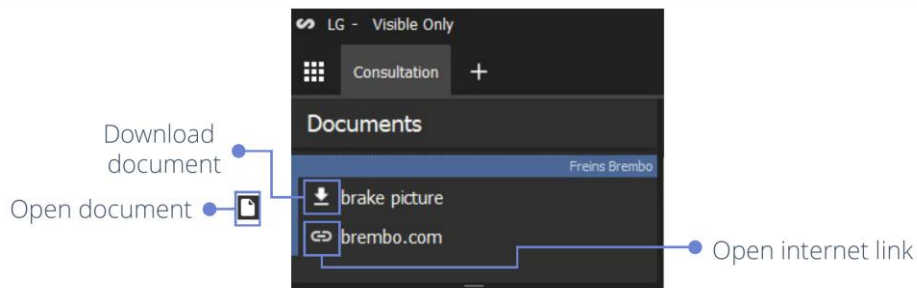 LG - Visible Only
Consultation
Documents
Download
document
Freins Brembo
brake picture
Open document
brembo.com
Open internet link